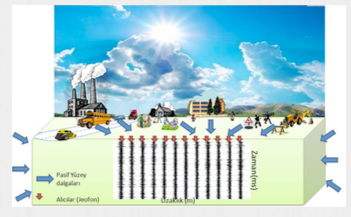 Zaman(ms)
Pasif Yüzey
dalgaları
Alıcılar (Jeofon)
Uzaklık (m)